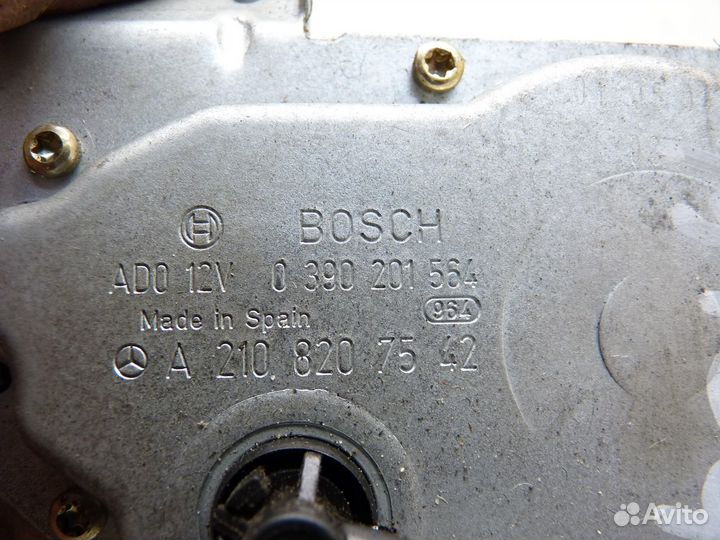 BOSCH
AD0 12V 0 390 201 564
Made in Spain 964
A 210 820 75 42
Avito